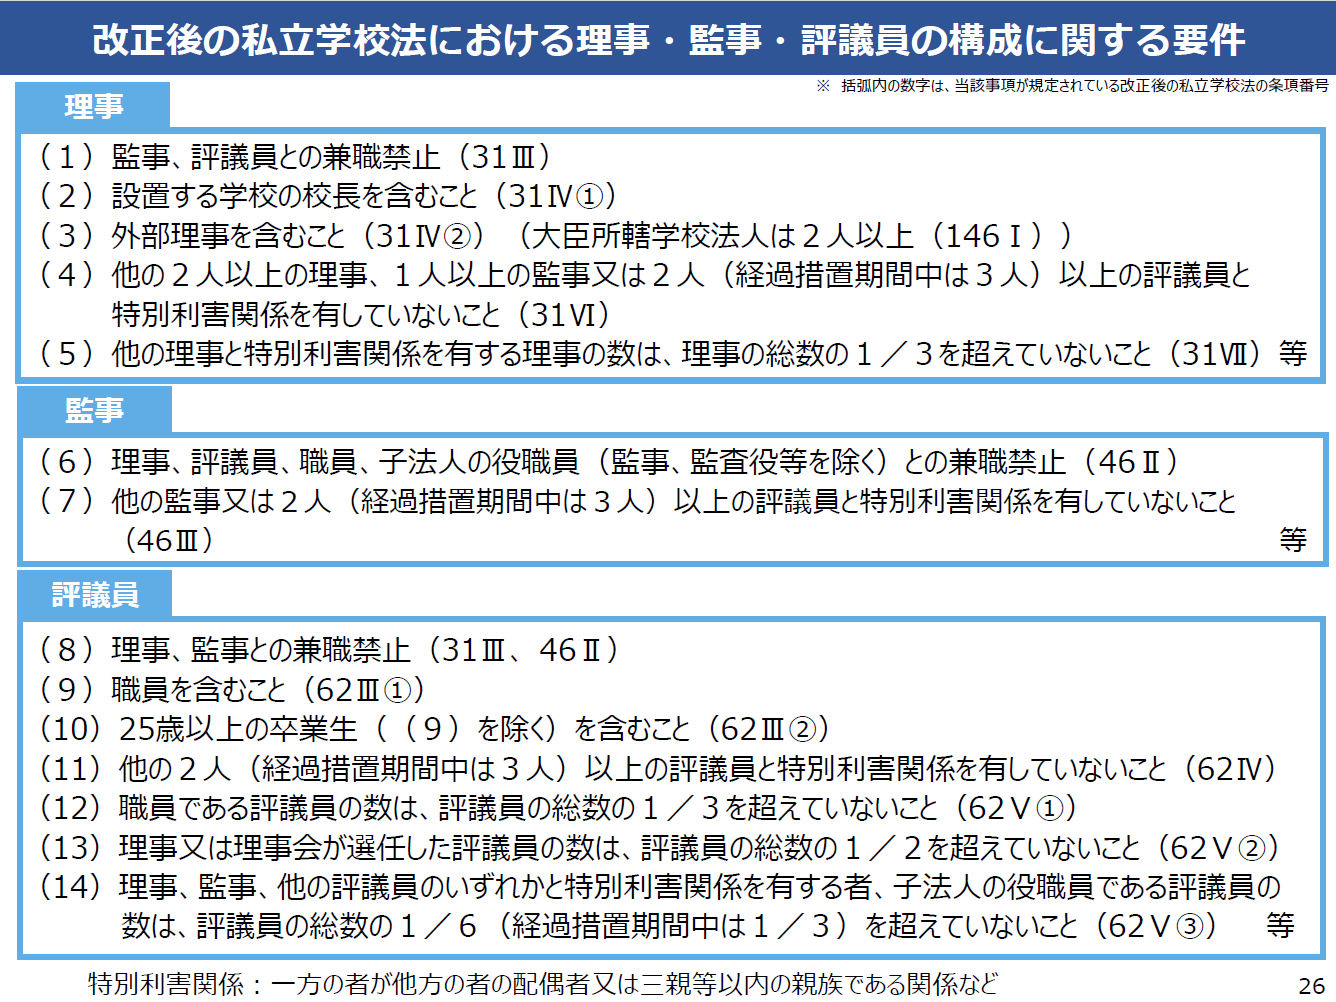 改正後の私立学校法における理事・監事・評議員の構成に関する要件
※ 括弧内の数字は、当該事項が規定されている改正後の私立学校法の条項番号
理事
（１）監事、評議員との兼職禁止（31Ⅲ）
（２）設置する学校の校長を含むこと（31Ⅳ①）
（３）外部理事を含むこと（31Ⅳ②）（大臣所轄学校法人は２人以上（146Ⅰ））
（４）他の２人以上の理事、１人以上の監事又は２人（経過措置期間中は３人）以上の評議員と
特別利害関係を有していないこと（31Ⅵ）
（５）他の理事と特別利害関係を有する理事の数は、理事の総数の１／３を超えていないこと（31Ⅶ）等
監事
（６）理事、評議員、職員、子法人の役職員（監事、監査役等を除く）との兼職禁止（46Ⅱ）
（７）他の監事又は２人（経過措置期間中は３人）以上の評議員と特別利害関係を有していないこと
（46Ⅲ） 等
評議員
（８）理事、監事との兼職禁止（31Ⅲ、46Ⅱ）
（９）職員を含むこと（62Ⅲ①）
（10）25歳以上の卒業生（（９）を除く）を含むこと（62Ⅲ②）
（11）他の２人（経過措置期間中は３人）以上の評議員と特別利害関係を有していないこと（62Ⅳ）
（12）職員である評議員の数は、評議員の総数の１／３を超えていないこと（62Ⅴ①）
（13）理事又は理事会が選任した評議員の数は、評議員の総数の１／２を超えていないこと（62Ⅴ②）
（14）理事、監事、他の評議員のいずれかと特別利害関係を有する者、子法人の役職員である評議員の
数は、評議員の総数の１／６（経過措置期間中は１／３）を超えていないこと（62Ⅴ③） 等
特別利害関係：一方の者が他方の者の配偶者又は三親等以内の親族である関係など
26